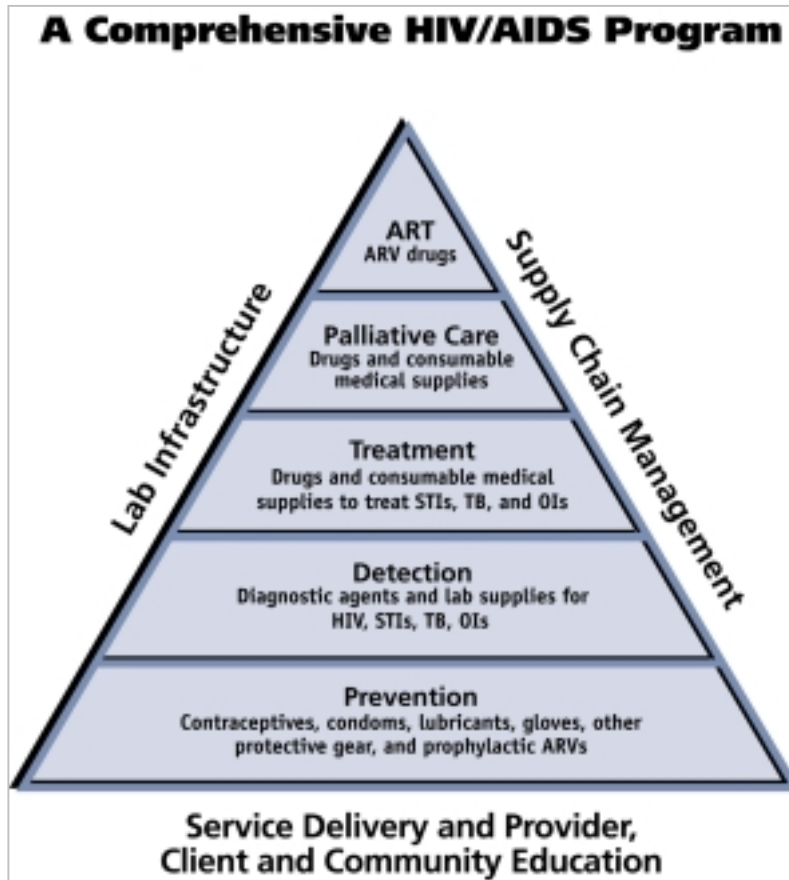 A Comprehensive HIV/AIDS Program
ART
ARV drugs
Palliative Care
Drugs and consumable
medical supplies
Treatment
Drugs and consumable medical
supplies to treat STIs, TB, and OIs
Detection
Diagnostic agents and lab supplies for
HIV, STIs, TB, OIs
Prevention
Contraceptives, condoms, lubricants, gloves, other
protective gear, and prophylactic ARVs
Lab Infrastructure
Supply Chain Management
Service Delivery and Provider,
Client and Community Education